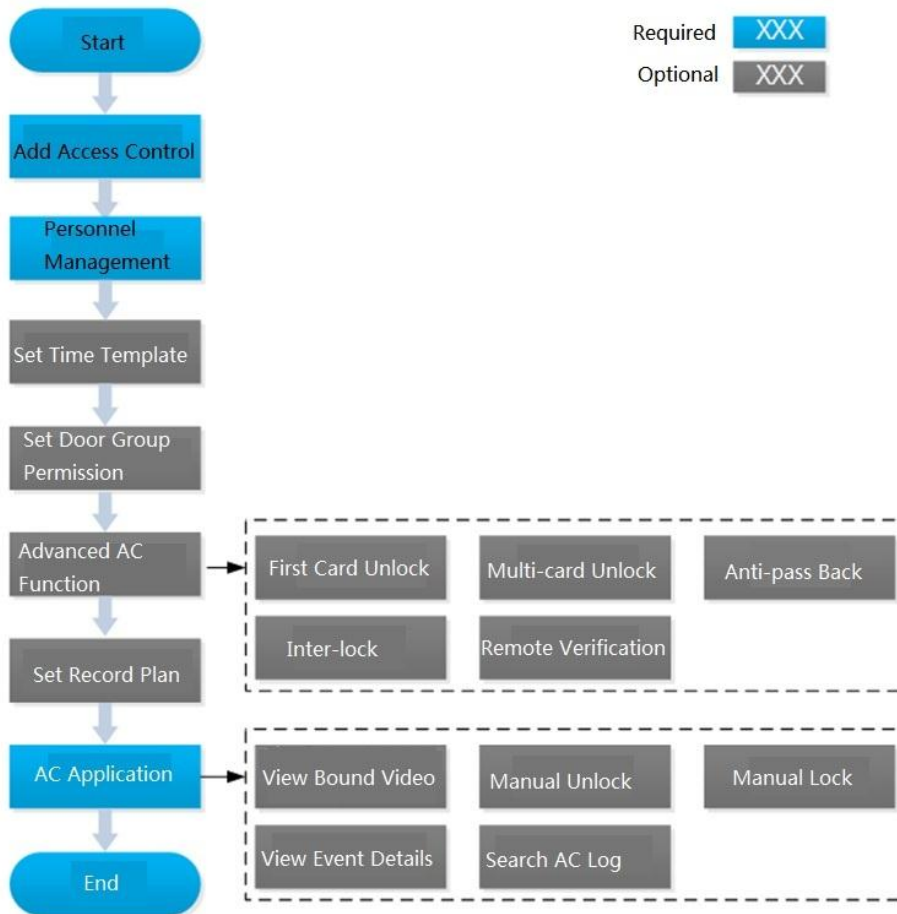 Start
Required XXX
Optional XXX
Add Access Control
Personnel
Management
Set Time Template
Set Door Group
Permission
Advanced AC
Function
First Card Unlock
Multi-card Unlock
Anti-pass Back
Inter-lock
Remote Verification
Set Record Plan
AC Application
View Bound Video
Manual Unlock
Manual Lock
View Event Details
Search AC Log
End